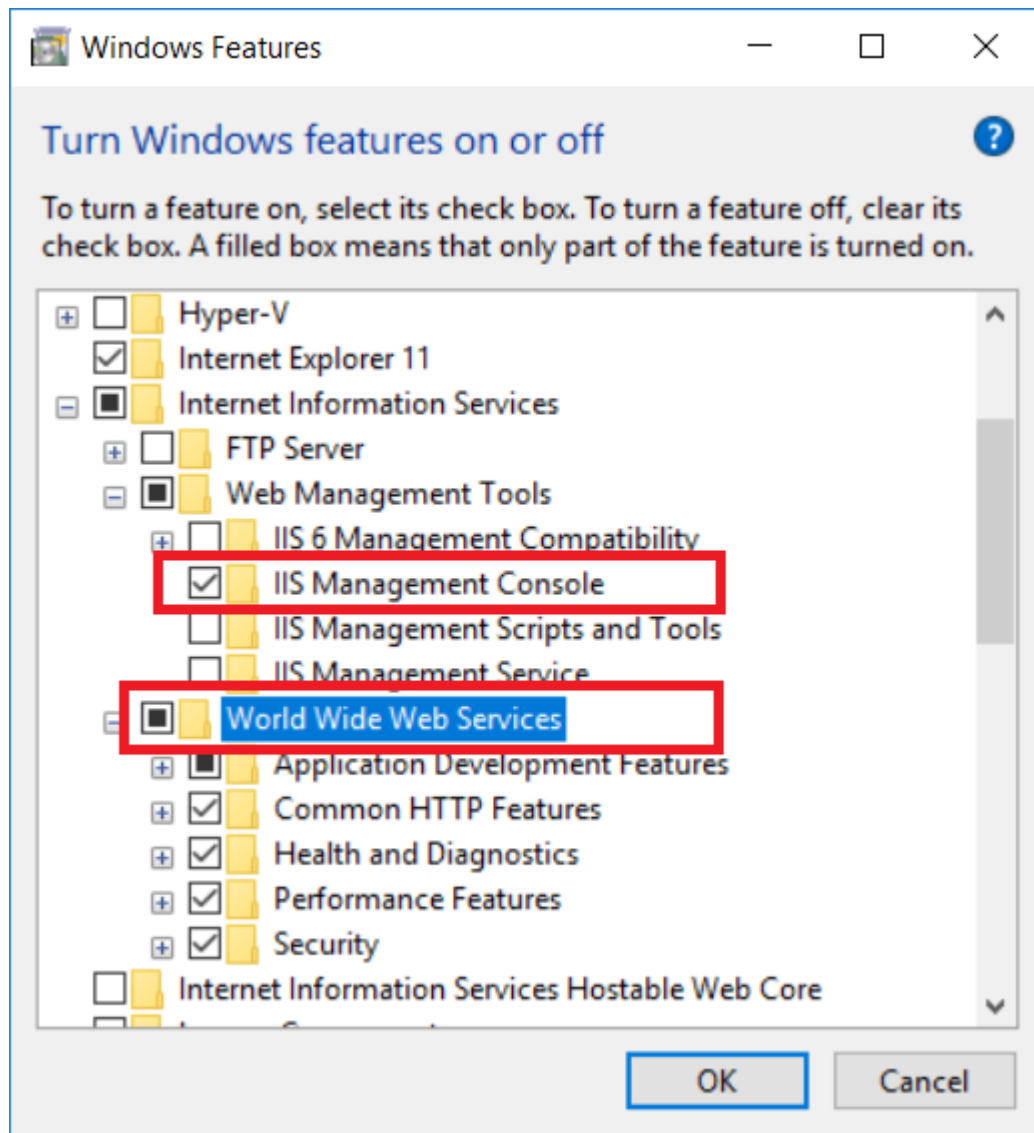 Windows Features
Turn Windows features on or off
To turn a feature on, select its check box. To turn a feature off, clear its
check box. A filled box means that only part of the feature is turned on.
Hyper-V
Internet Explorer 11
Internet Information Services
FTP Server
Web Management Tools
IIS 6 Management Compatibility
IIS Management Console
IIS Management Scripts and Tools
IIS Management Service
World Wide Web Services
Application Development Features
Common HTTP Features
Health and Diagnostics
Performance Features
Security
Internet Information Services Hostable Web Core
OK Cancel